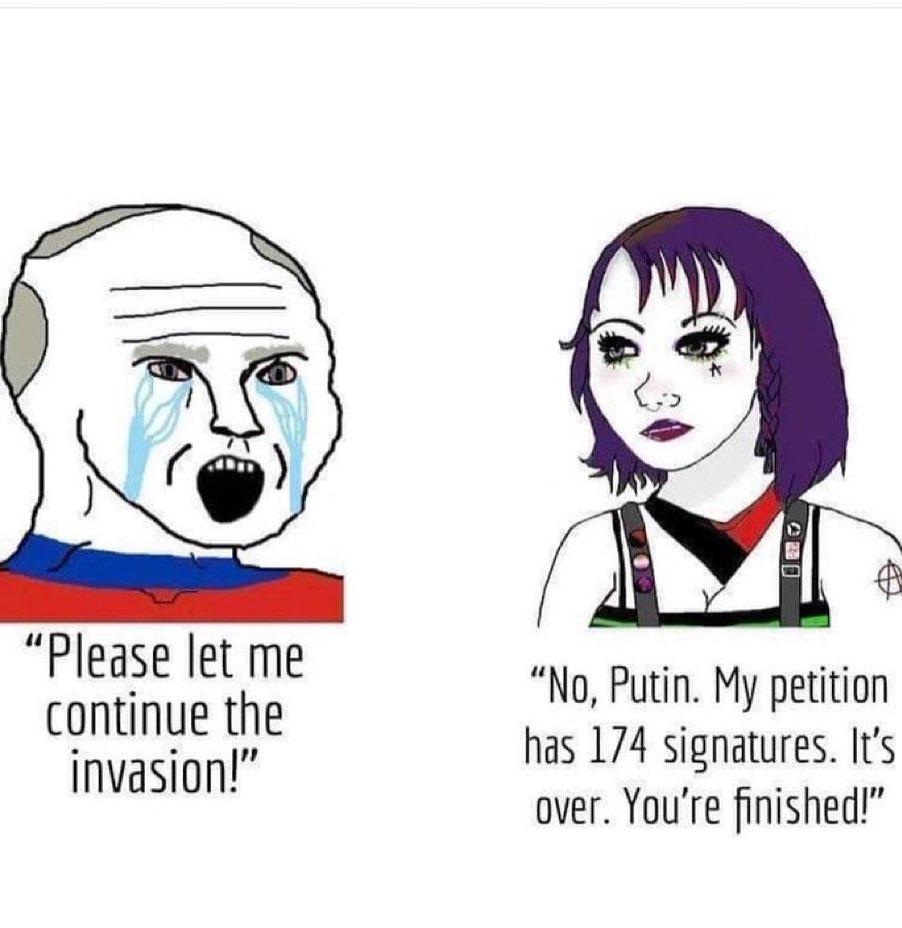 “Please let me
continue the
invasion!”
“No, Putin. My petition
has 174 signatures. It’s
over. You’re finished!”